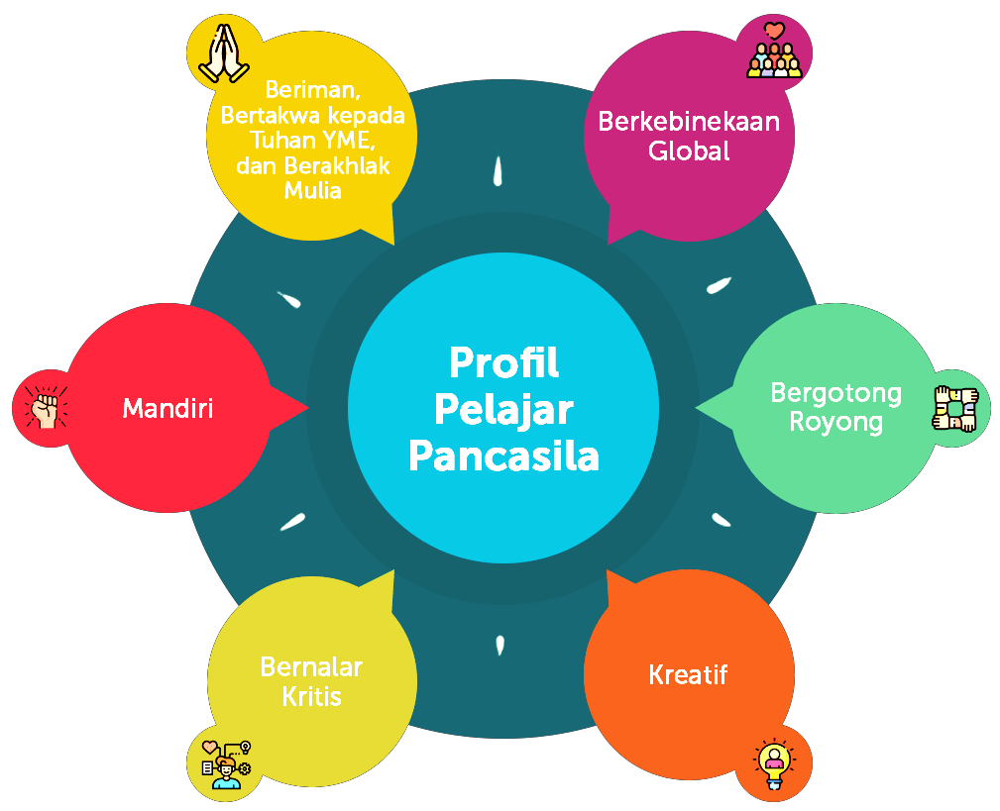 Beriman,
Bertakwa kepada
Tuhan YME,
dan Berakhlak
Mulia
Berkebinekaan
Global
Mandiri
Profil
Pelajar
Pancasila
Bergotong
Royong
Bernalar
Kritis
Kreatif